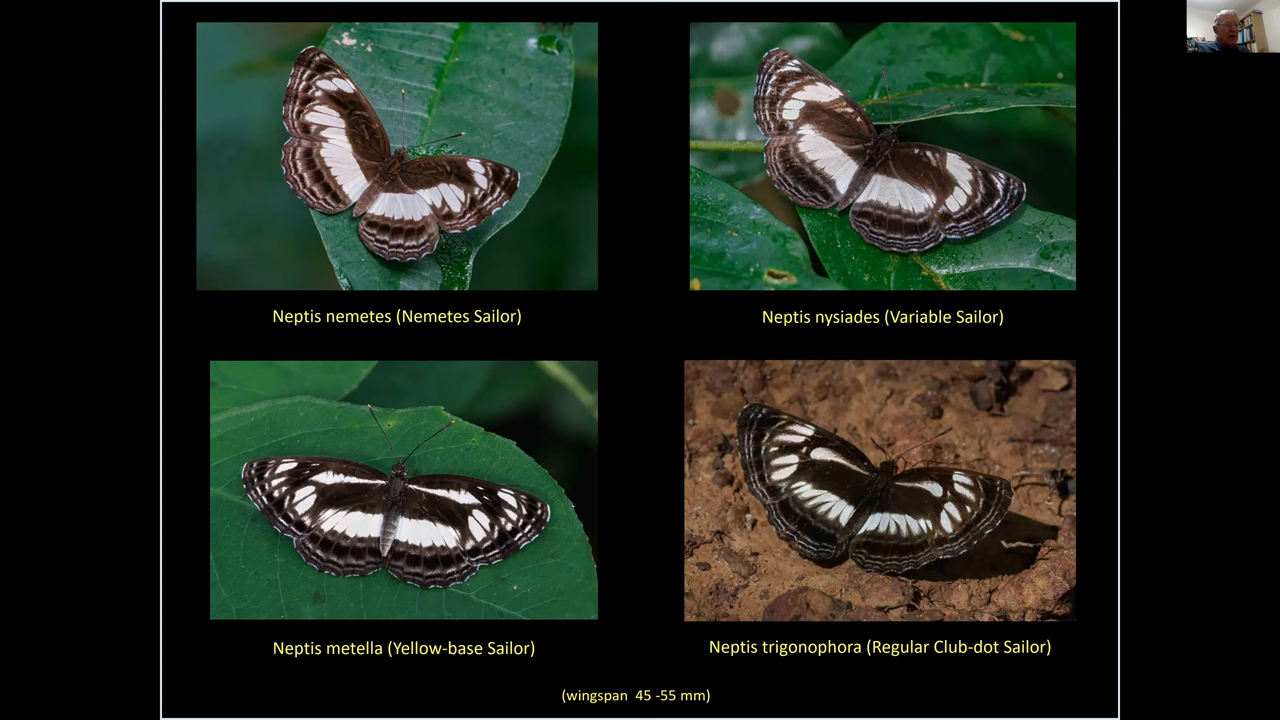 Neptis nemetes (Nemetes Sailor)
Neptis nysiades (Variable Sailor)
Neptis metella (Yellow-base Sailor)
Neptis trigonophora (Regular Club-dot Sailor)
(wingspan 45 -55 mm)